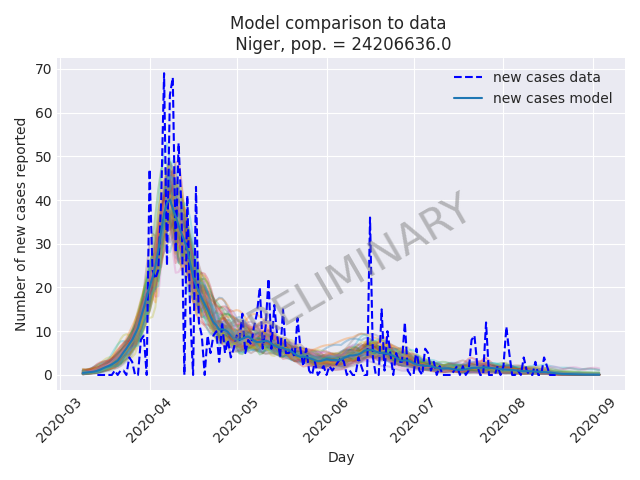 Model comparison to data
Niger, pop. = 24206636.0
new cases data
new cases model
Number of new cases reported
70
60
50
40
30
20
10
0
PRELIMINARY
2020-03
2020-04
2020-05
2020-06
2020-07
2020-08
2020-09
Day